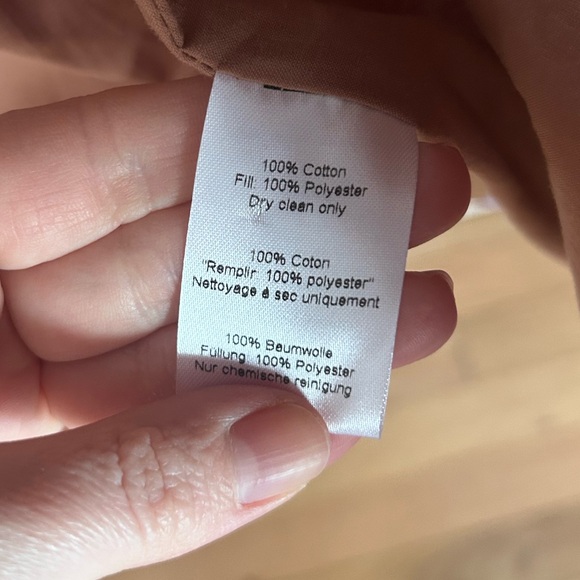 100% Cotton
Fill: 100% Polyester
Dry clean only
100% Coton
"Remplir: 100% polyester"
Nettoyage à sec uniquement
100% Baumwolle
Füllung: 100% Polyester
Nur chemische reinigung